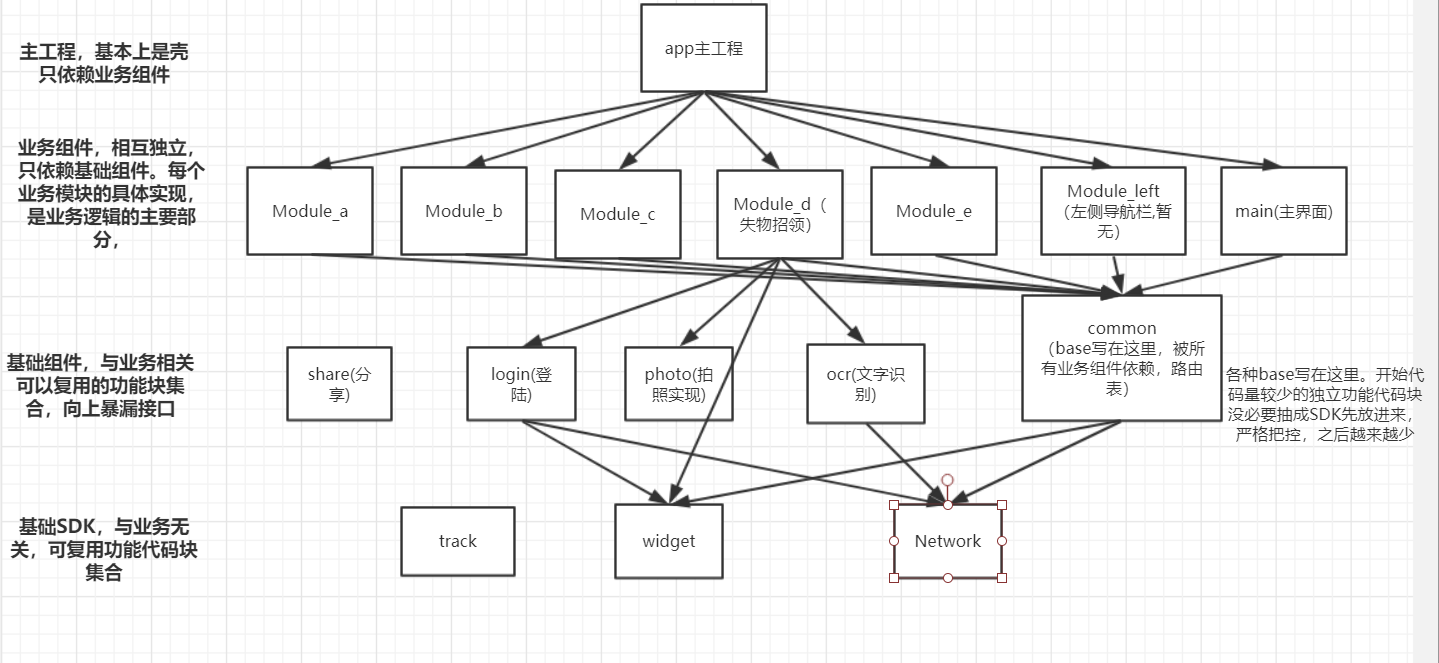 app主工程
主工程，基本上是壳
只依赖业务组件
业务组件，相互独立，
只依赖基础组件。每个
业务模块的具体实现，
是业务逻辑的主要部
分，
Module_a
Module_b
Module_c
Module_d（
失物招领）
Module_e
Module_left
（左侧导航栏,暂
无）
main(主界面)
基础组件，与业务相关
可以复用的功能块集
合，向上暴漏接口
share(分
享)
login(登
陆)
photo(拍
照实现)
ocr(文字识
别)
common
（base写在这里，被所
有业务组件依赖，路由
表）
各种base写在这里。开始代
码量较少的独立功能代码块
没必要抽成SDK先放进来，
严格把控，之后越来越少
基础SDK，与业务无
关，可复用功能代码块
集合
track
widget
Network